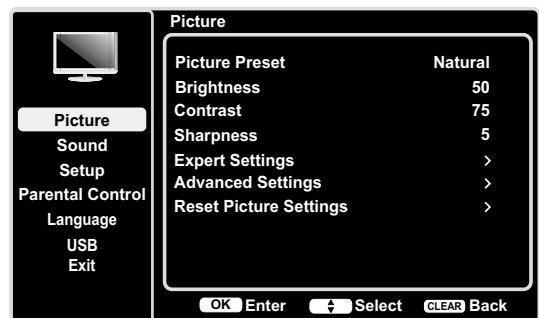 Picture
Picture
Sound
Setup
Parental Control
Language
USB
Exit
Picture Preset Natural
Brightness 50
Contrast 75
Sharpness 5
Expert Settings >
Advanced Settings >
Reset Picture Settings >
OK Enter Select CLEAR Back